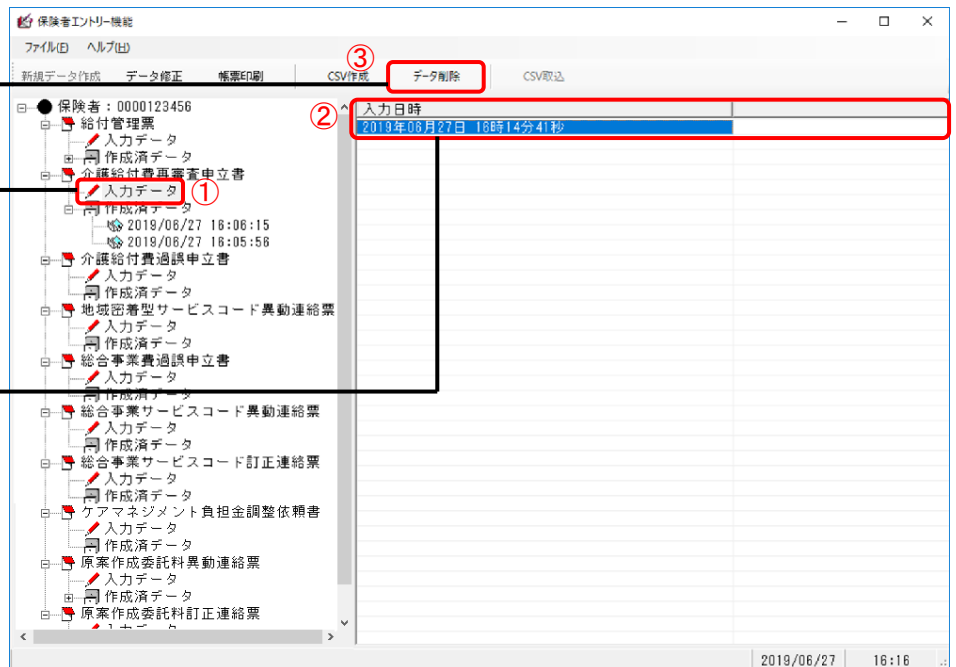 保険者エントリー機能
ファイル(F) ヘルプ(H)
③
新規データ作成 データ修正 帳票印刷 CSV作成 データ削除 CSV取込
保険者：0000123456
② 入力日時
給付管理票
2019年06月27日 16時14分41秒
入力データ
作成済データ
介護給付費再審査申立書
入力データ ①
作成済データ
2019/06/27 16:06:15
2019/06/27 16:05:56
介護給付費過誤申立書
入力データ
作成済データ
地域密着型サービスコード異動連絡票
入力データ
作成済データ
総合事業費過誤申立書
入力データ
作成済データ
総合事業サービスコード異動連絡票
入力データ
作成済データ
総合事業サービスコード訂正連絡票
入力データ
作成済データ
ケアマネジメント負担金調整依頼書
入力データ
作成済データ
原案作成委託料異動連絡票
入力データ
作成済データ
原案作成委託料訂正連絡票
2019/06/27 16:16